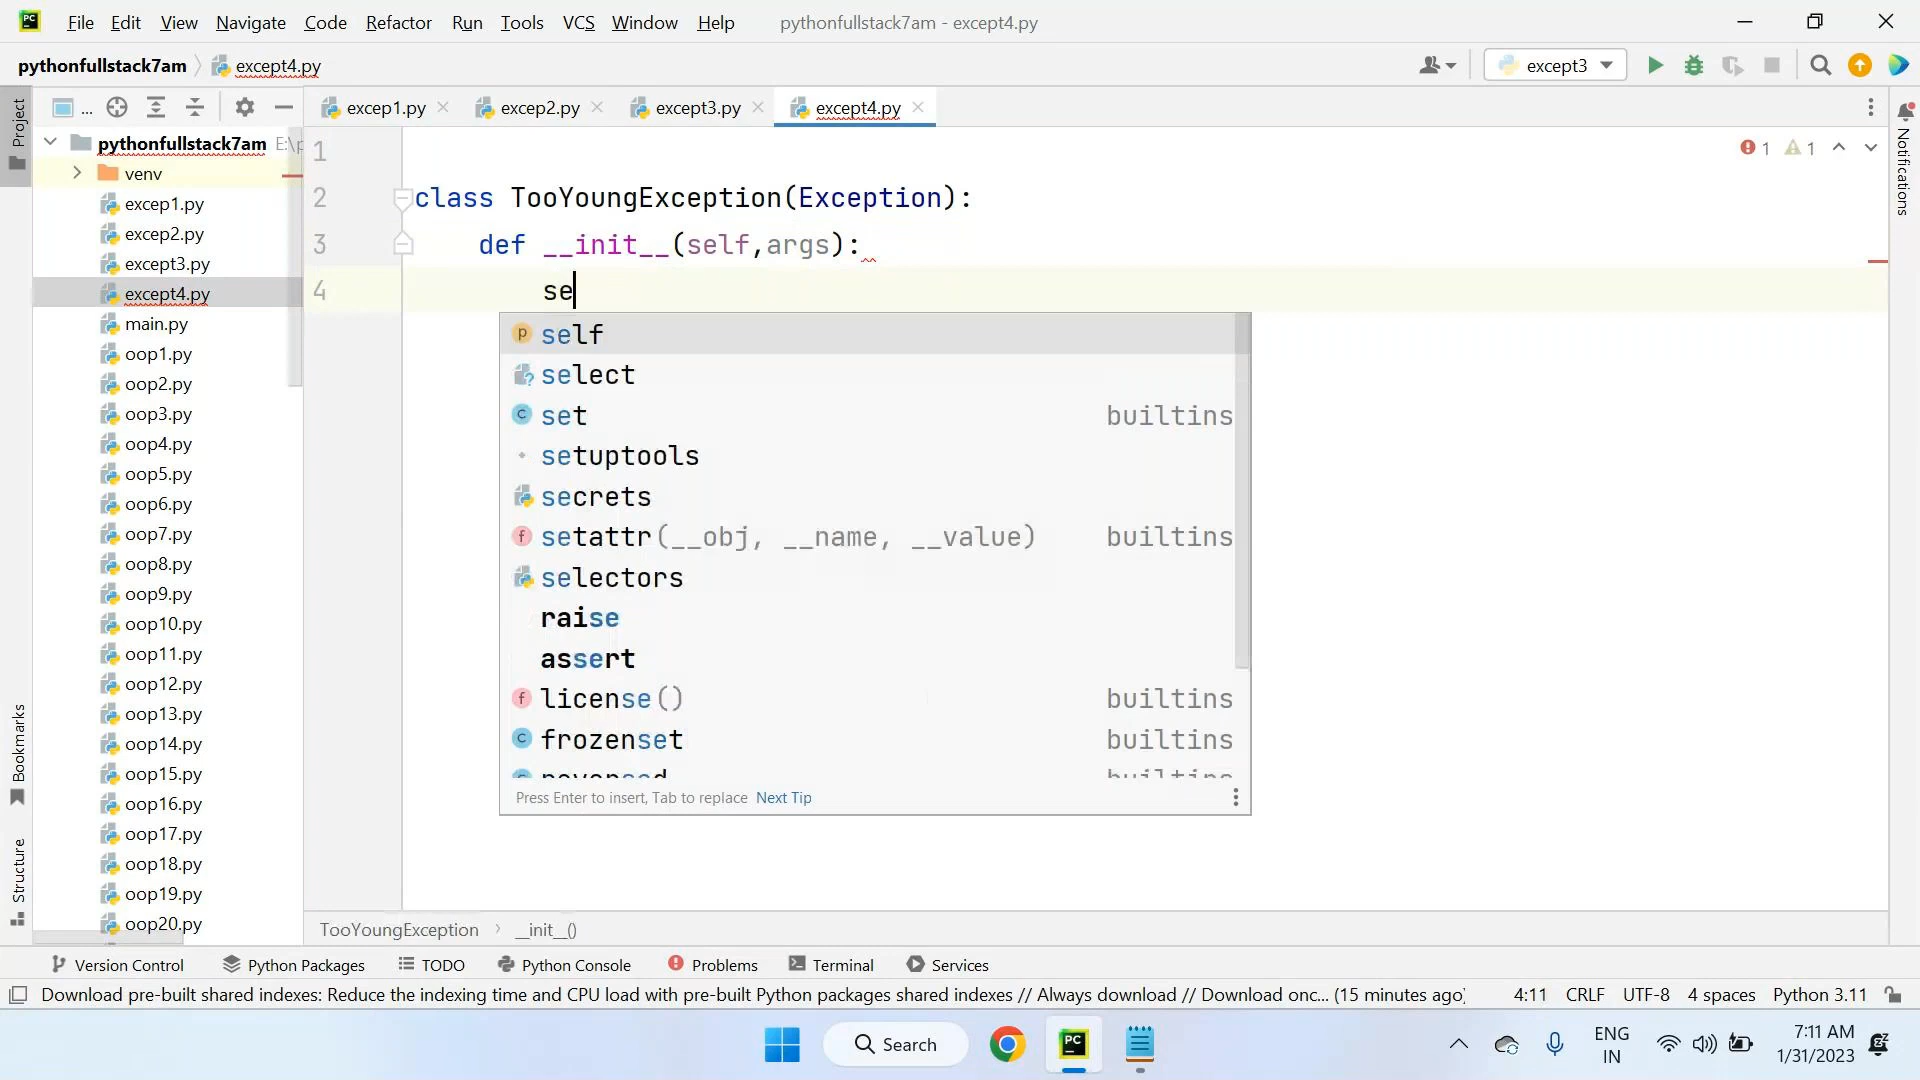 PC File Edit View Navigate Code Refactor Run Tools VCS Window Help pythonfullstack7am - except4.py
pythonfullstack7am except4.py except3
Project ... excep1.py excep2.py except3.py except4.py
pythonfullstack7am E:\p
venv
excep1.py
excep2.py
except3.py
except4.py
main.py
oop1.py
oop2.py
oop3.py
oop4.py
oop5.py
oop6.py
oop7.py
oop8.py
oop9.py
oop10.py
oop11.py
oop12.py
oop13.py
oop14.py
oop15.py
oop16.py
oop17.py
oop18.py
oop19.py
oop20.py
Bookmarks
Structure
1
2 class TooYoungException(Exception):
3 def __init__(self,args):
4 se
1 1
self
select
set builtins
setuptools
secrets
setattr(__obj, __name, __value) builtins
selectors
raise
assert
license() builtins
frozenset builtins
Press Enter to insert, Tab to replace Next Tip
Notifications
TooYoungException __init__()
Version Control Python Packages TODO Python Console Problems Terminal Services
Download pre-built shared indexes: Reduce the indexing time and CPU load with pre-built Python packages shared indexes // Always download // Download onc... (15 minutes ago) 4:11 CRLF UTF-8 4 spaces Python 3.11
Search PC ENG IN 7:11 AM 1/31/2023